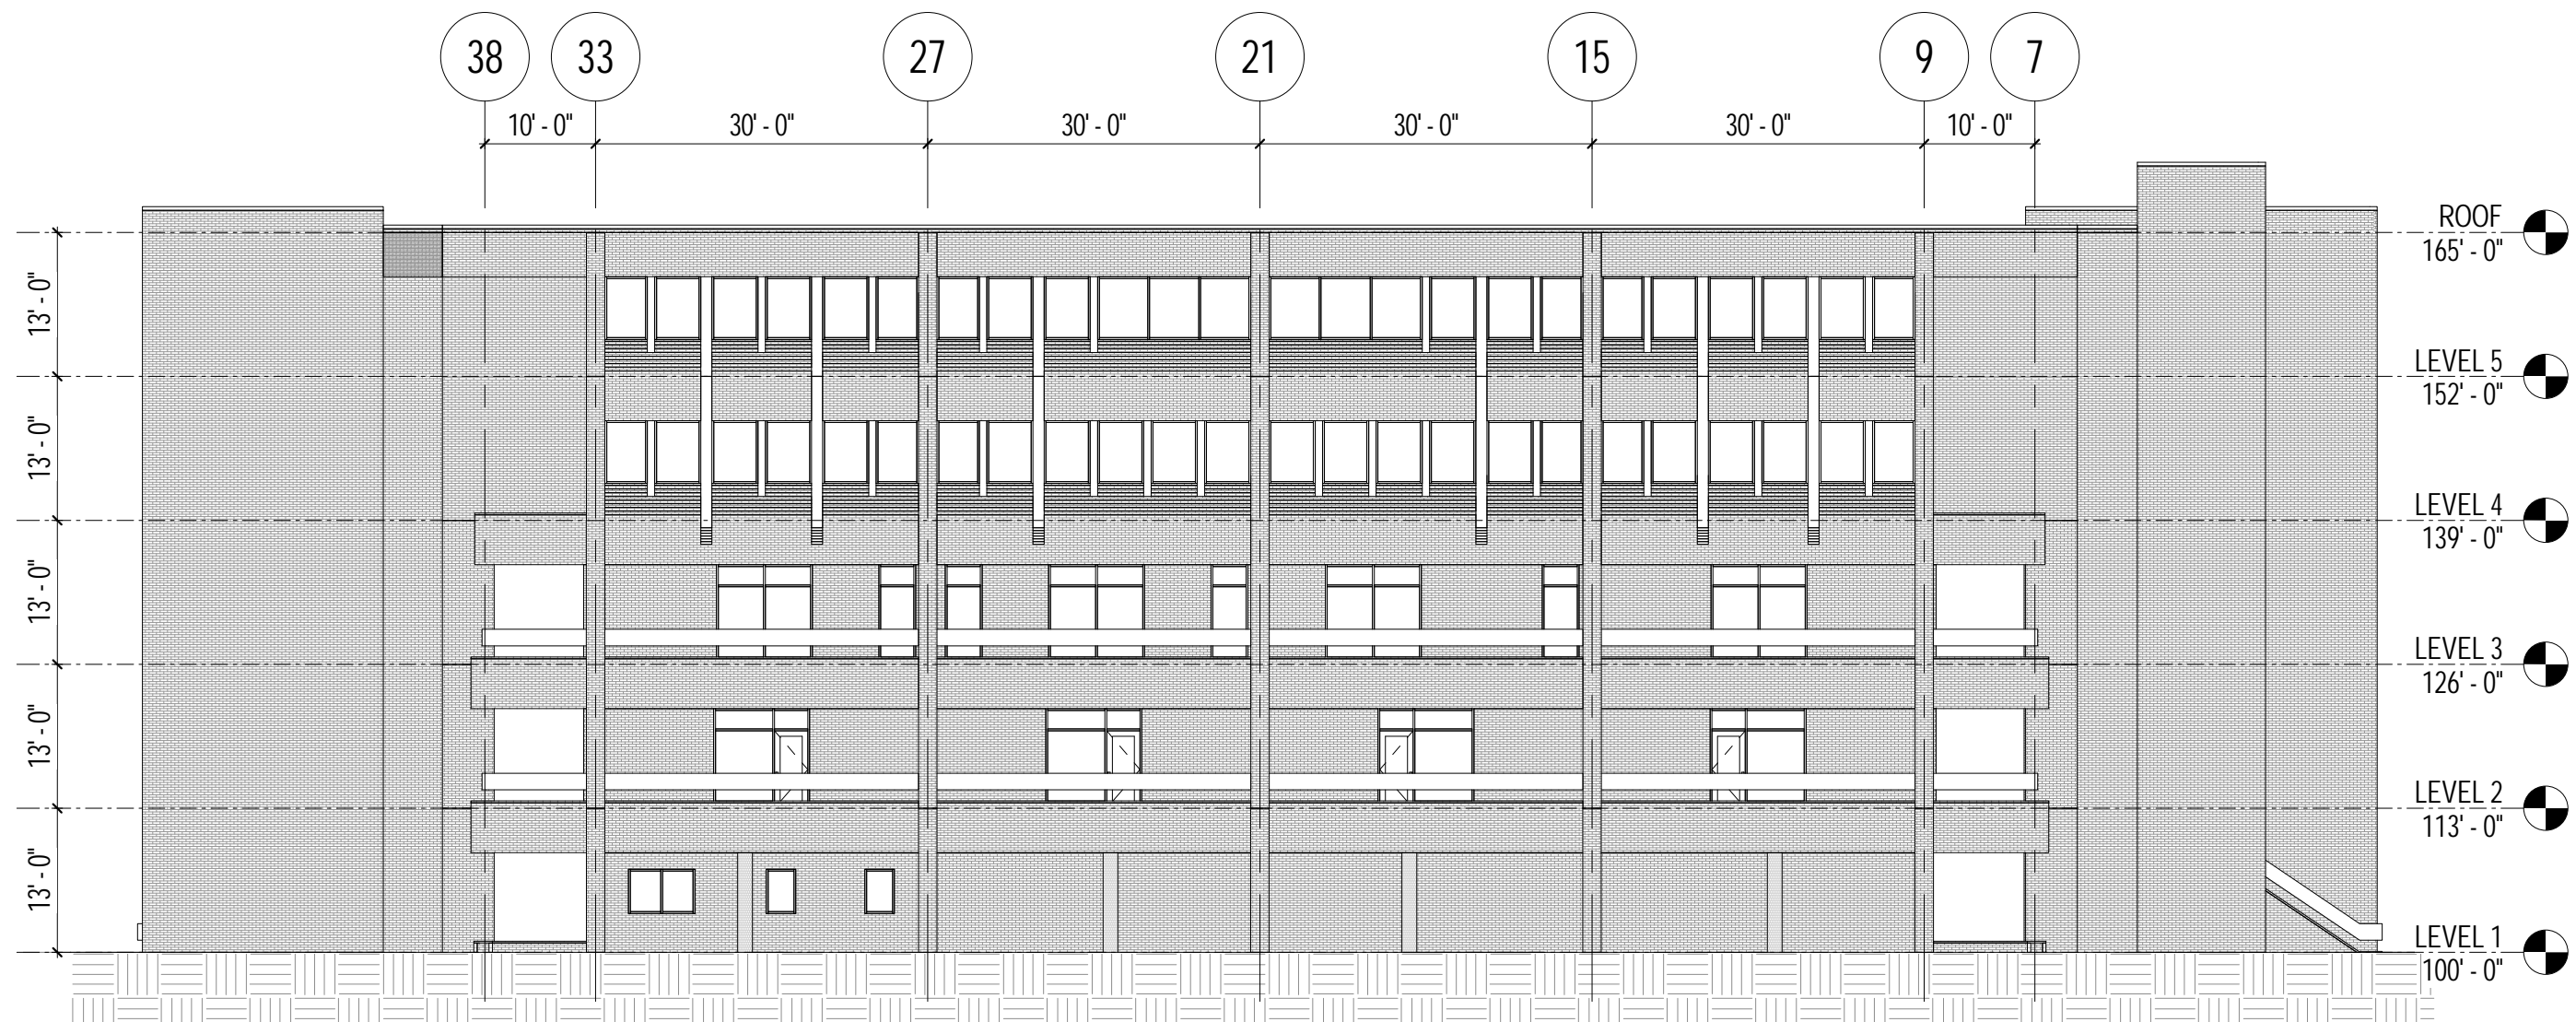 38 33 27 21 15 9 7
10' - 0" 30' - 0" 30' - 0" 30' - 0" 30' - 0" 10' - 0"
ROOF
165' - 0"
13' - 0"
LEVEL 5
152' - 0"
13' - 0"
LEVEL 4
139' - 0"
13' - 0"
LEVEL 3
126' - 0"
13' - 0"
LEVEL 2
113' - 0"
13' - 0"
LEVEL 1
100' - 0"